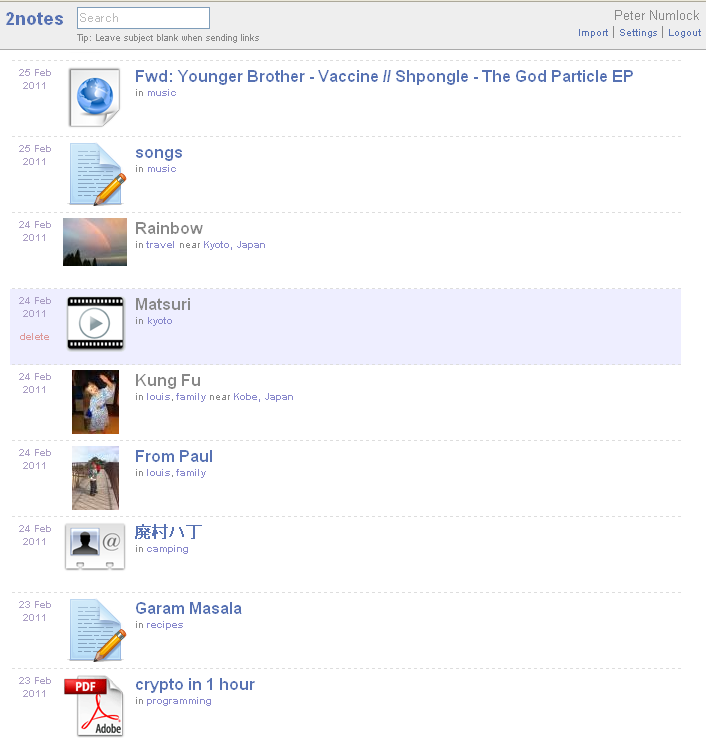 2notes
Search
Peter Numlock
Tip: Leave subject blank when sending links
Import | Settings | Logout
25 Feb
2011
Fwd: Younger Brother - Vaccine // Shpongle - The God Particle EP
in music
25 Feb
2011
songs
in music
24 Feb
2011
Rainbow
in travel near Kyoto, Japan
24 Feb
2011
delete
Matsuri
in kyoto
24 Feb
2011
Kung Fu
in louis, family near Kobe, Japan
24 Feb
2011
From Paul
in louis, family
24 Feb
2011
@
廃村ハ丁
in camping
23 Feb
2011
Garam Masala
in recipes
23 Feb
2011
PDF
Adobe
crypto in 1 hour
in programming